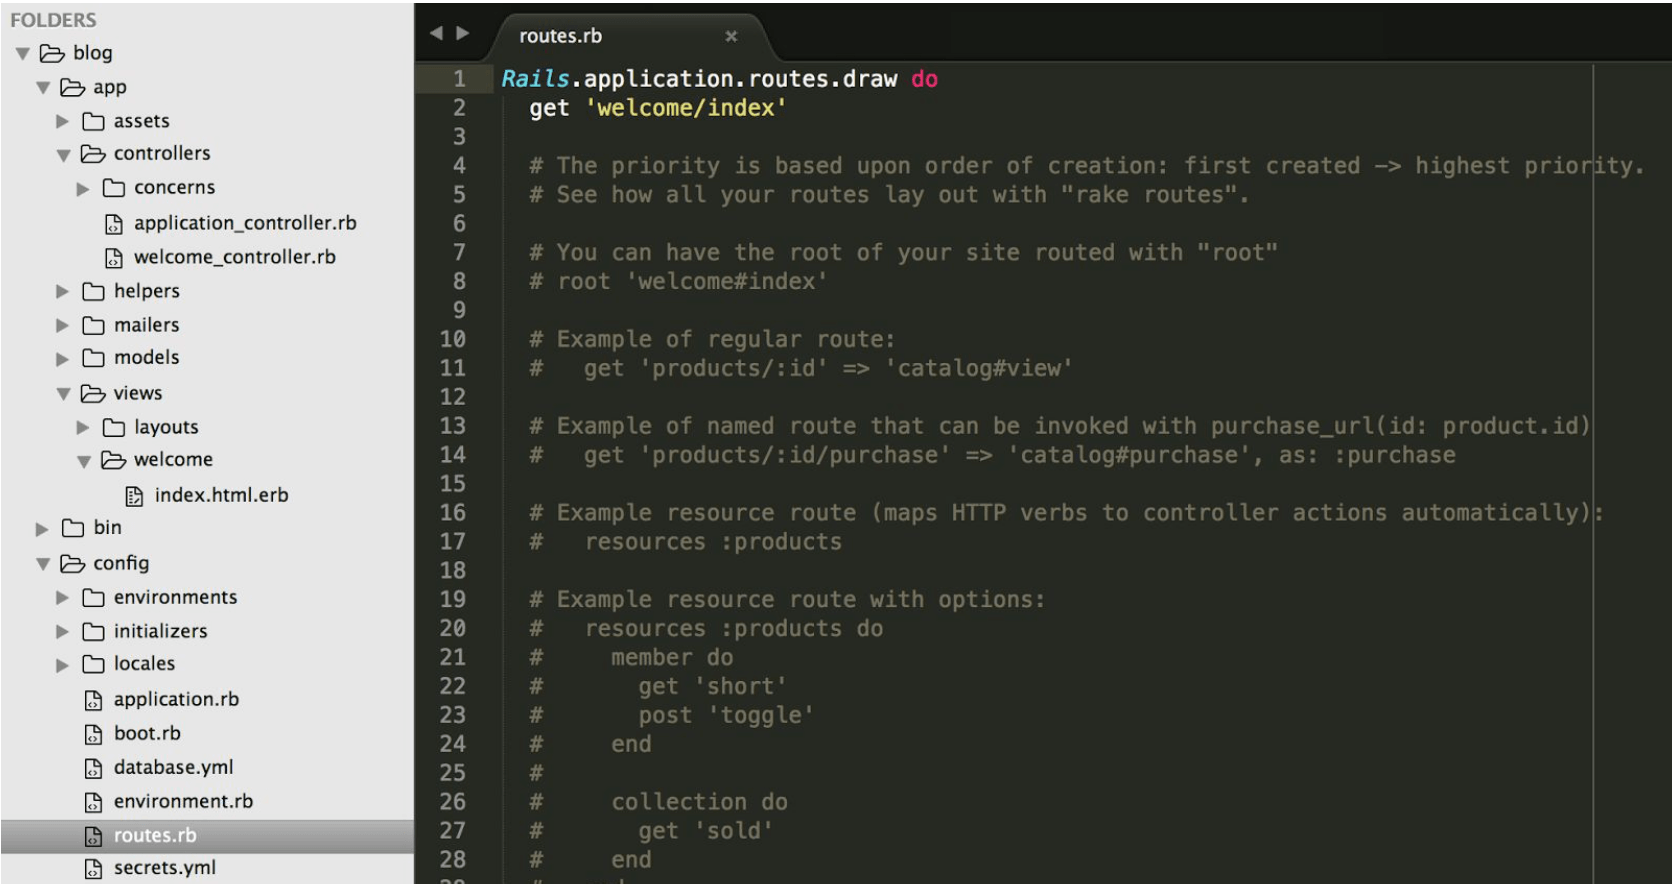 FOLDERS
blog
app
assets
controllers
concerns
application_controller.rb
welcome_controller.rb
helpers
mailers
models
views
layouts
welcome
index.html.erb
bin
config
environments
initializers
locales
application.rb
boot.rb
database.yml
environment.rb
routes.rb
secrets.yml
routes.rb ×
1 Rails.application.routes.draw do
2   get 'welcome/index'
3
4   # The priority is based upon order of creation: first created -> highest priority.
5   # See how all your routes lay out with "rake routes".
6
7   # You can have the root of your site routed with "root"
8   # root 'welcome#index'
9
10   # Example of regular route:
11   #   get 'products/:id' => 'catalog#view'
12
13   # Example of named route that can be invoked with purchase_url(id: product.id)
14   #   get 'products/:id/purchase' => 'catalog#purchase', as: :purchase
15
16   # Example resource route (maps HTTP verbs to controller actions automatically):
17   #   resources :products
18
19   # Example resource route with options:
20   #   resources :products do
21   #     member do
22   #       get 'short'
23   #       post 'toggle'
24   #     end
25   #
26   #     collection do
27   #       get 'sold'
28   #     end